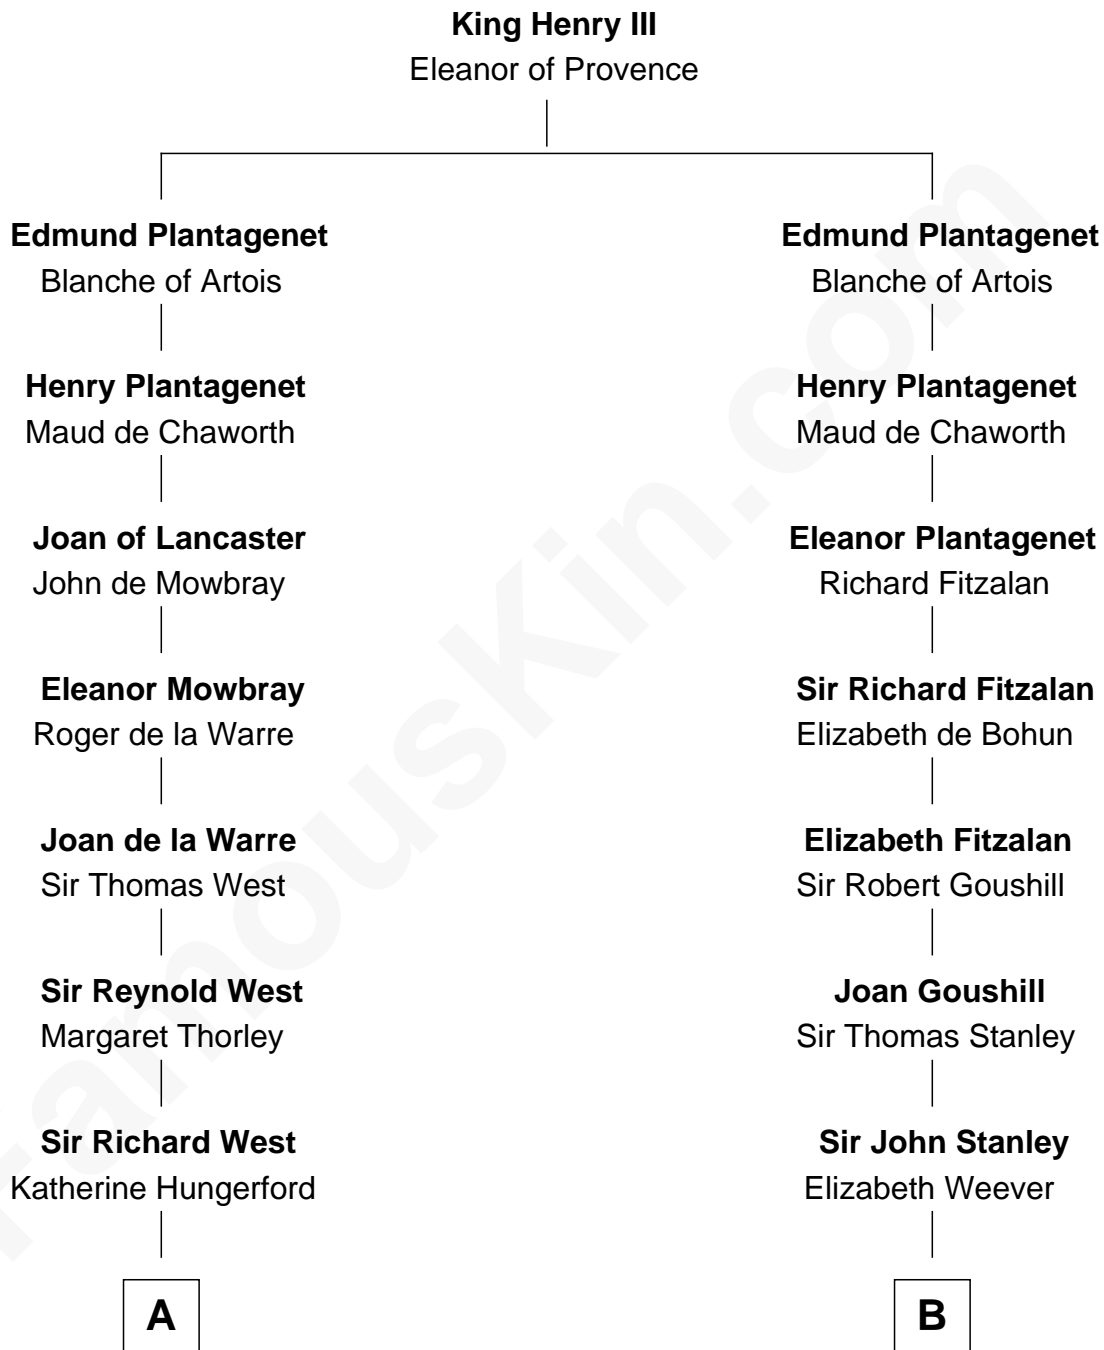 King Henry III
Eleanor of Provence
Edmund Plantagenet
Blanche of Artois
Henry Plantagenet
Maud de Chaworth
Joan of Lancaster
John de Mowbray
Eleanor Mowbray
Roger de la Warre
Joan de la Warre
Sir Thomas West
Sir Reynold West
Margaret Thorley
Sir Richard West
Katherine Hungerford
A
Edmund Plantagenet
Blanche of Artois
Henry Plantagenet
Maud de Chaworth
Eleanor Plantagenet
Richard Fitzalan
Sir Richard Fitzalan
Elizabeth de Bohun
Elizabeth Fitzalan
Sir Robert Goushill
Joan Goushill
Sir Thomas Stanley
Sir John Stanley
Elizabeth Weever
B
FamousKin.com